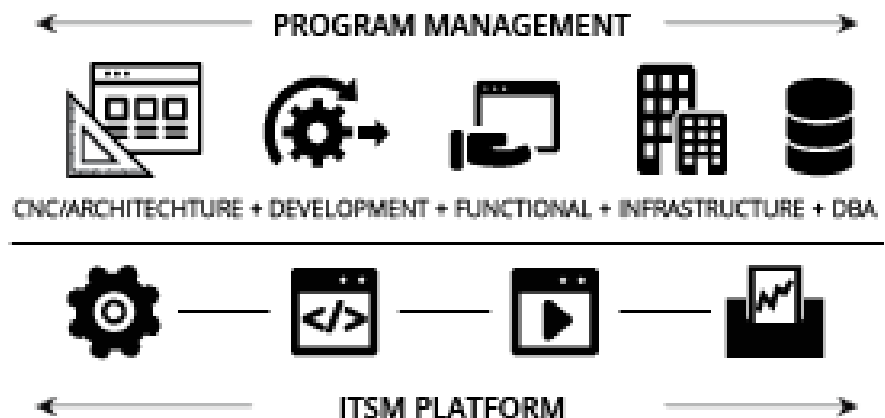 PROGRAM MANAGEMENT
CNC/ARCHITECHTURE + DEVELOPMENT + FUNCTIONAL + INFRASTRUCTURE + DBA
</>
ITSM PLATFORM